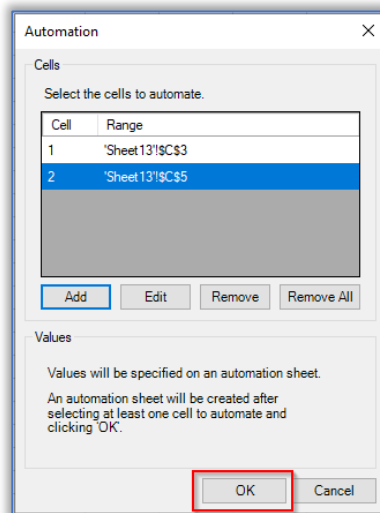 Automation
Cells
Select the cells to automate.
Cell Range
1 'Sheet13'!$C$3
2 'Sheet13'!$C$5
Add Edit Remove Remove All
Values
Values will be specified on an automation sheet.
An automation sheet will be created after
selecting at least one cell to automate and
clicking 'OK'.
OK Cancel